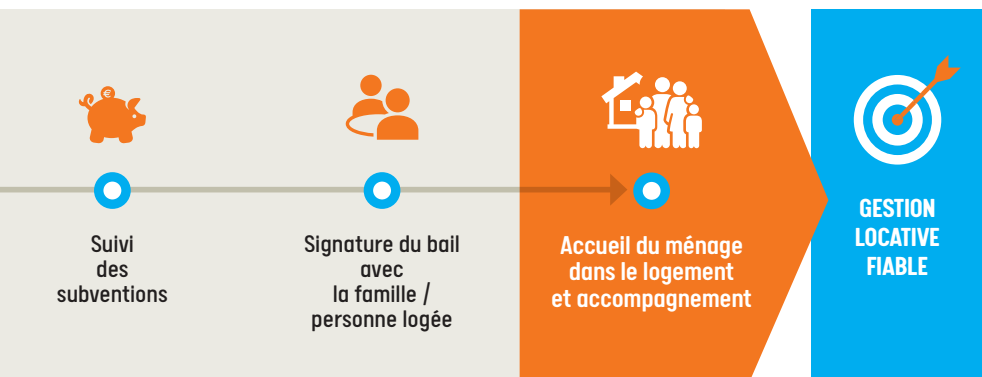 €
Suivi
des
subventions
Signature du bail
avec
la famille /
personne logée
Accueil du ménage
dans le logement
et accompagnement
GESTION
LOCATIVE
FIABLE